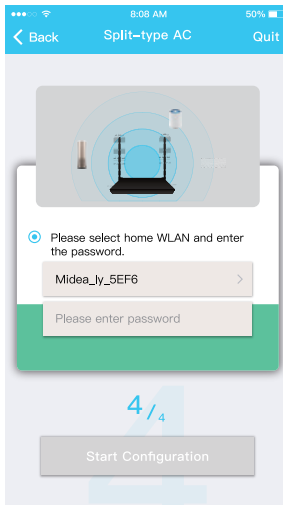 8:08 AM
50%
Back
Split-type AC
Quit
Please select home WLAN and enter
the password.
Midea_ly_5EF6
Please enter password
4/4
Start Configuration